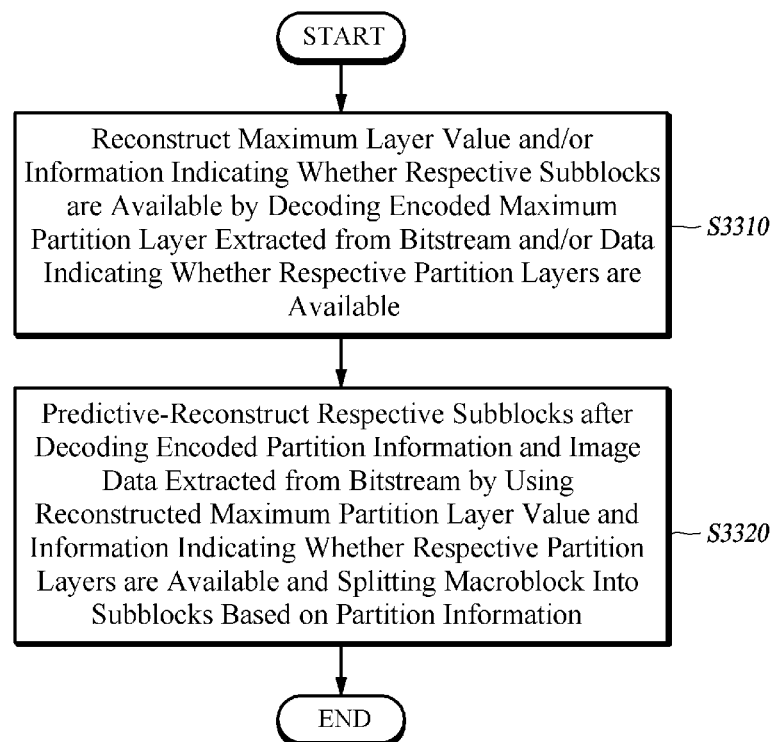 START
Reconstruct Maximum Layer Value and/or
Information Indicating Whether Respective Subblocks
are Available by Decoding Encoded Maximum
Partition Layer Extracted from Bitstream and/or Data
Indicating Whether Respective Partition Layers are
Available
S3310
Predictive-Reconstruct Respective Subblocks after
Decoding Encoded Partition Information and Image
Data Extracted from Bitstream by Using
Reconstructed Maximum Partition Layer Value and
Information Indicating Whether Respective Partition
Layers are Available and Splitting Macroblock Into
Subblocks Based on Partition Information
S3320
END